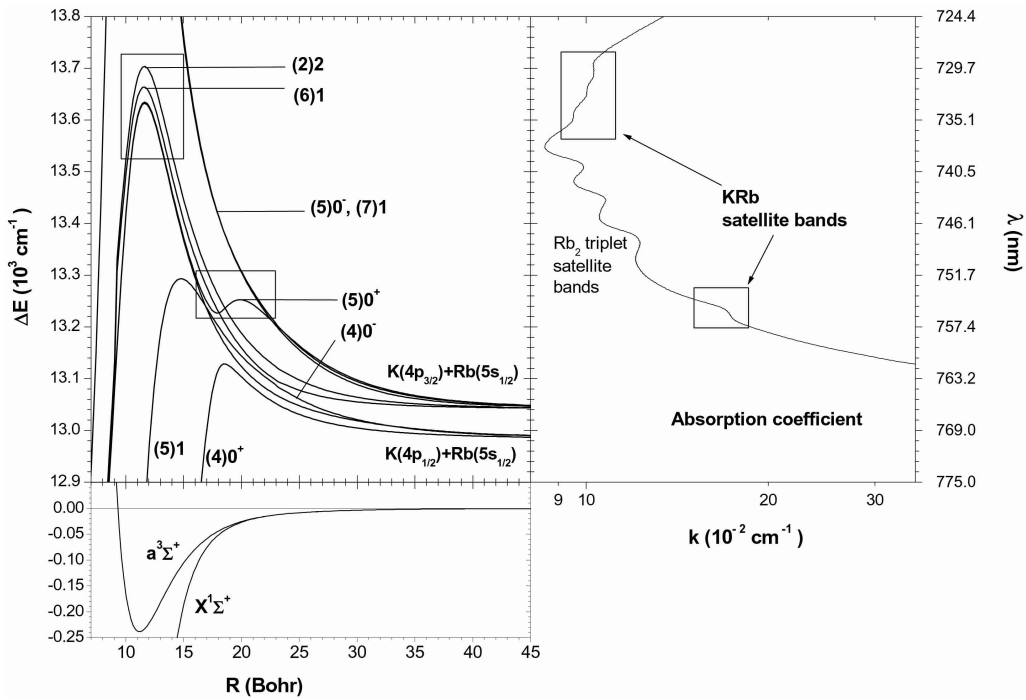 13.8
13.7
13.6
13.5
13.4
13.3
13.2
13.1
13.0
12.9
ΔE (10³ cm⁻¹)
(2)2
(6)1
(5)0⁻, (7)1
(5)0⁺
(4)0⁻
K(4p₃/₂)+Rb(5s₁/₂)
(5)1
(4)0⁺
K(4p₁/₂)+Rb(5s₁/₂)
0.00
-0.05
-0.10
-0.15
-0.20
-0.25
a³Σ⁺
X¹Σ⁺
10 15 20 25 30 35 40 45
R (Bohr)
KRb
satellite bands
Rb₂ triplet
satellite
bands
Absorption coefficient
9 10 20 30
k (10⁻² cm⁻¹)
724.4
729.7
735.1
740.5
746.1
751.7
757.4
763.2
769.0
775.0
λ (nm)